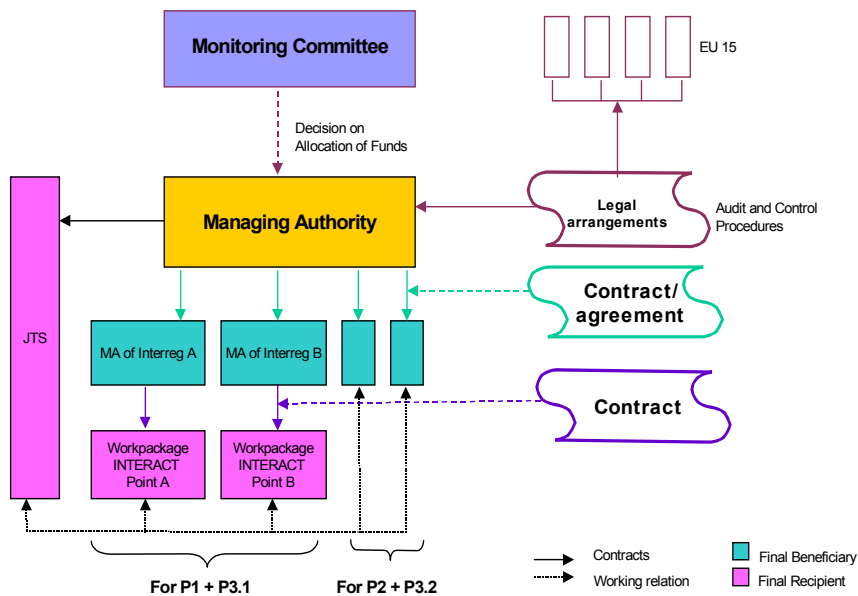 Monitoring Committee
EU 15
Decision on
Allocation of Funds
Managing Authority
Legal
arrangements
Audit and Control
Procedures
Contract/
agreement
JTS
MA of Interreg A
MA of Interreg B
Contract
Workpackage
INTERACT
Point A
Workpackage
INTERACT
Point B
Contracts
Final Beneficiary
Working relation
Final Recipient
For P1 + P3.1
For P2 + P3.2